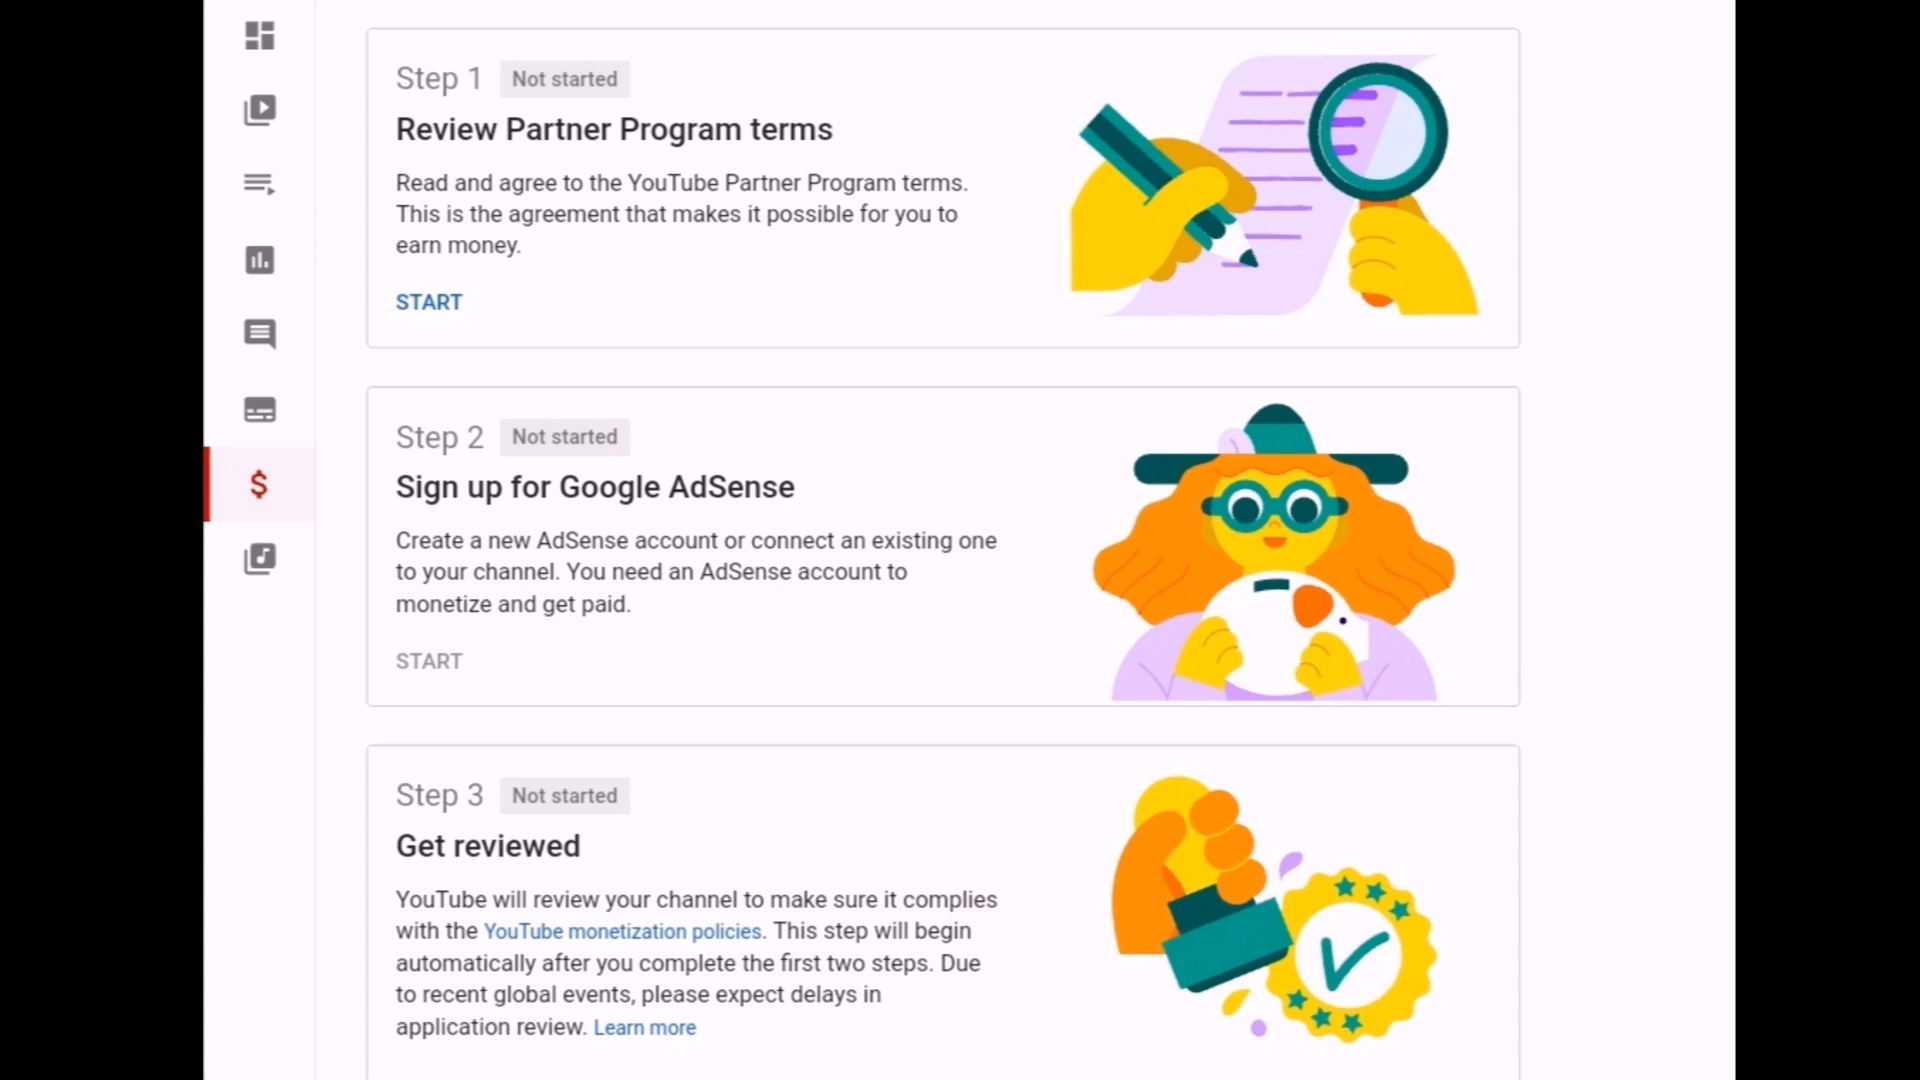 Step 1 Not started
Review Partner Program terms
Read and agree to the YouTube Partner Program terms.
This is the agreement that makes it possible for you to
earn money.
START
Step 2 Not started
Sign up for Google AdSense
Create a new AdSense account or connect an existing one
to your channel. You need an AdSense account to
monetize and get paid.
START
Step 3 Not started
Get reviewed
YouTube will review your channel to make sure it complies
with the YouTube monetization policies. This step will begin
automatically after you complete the first two steps. Due
to recent global events, please expect delays in
application review. Learn more